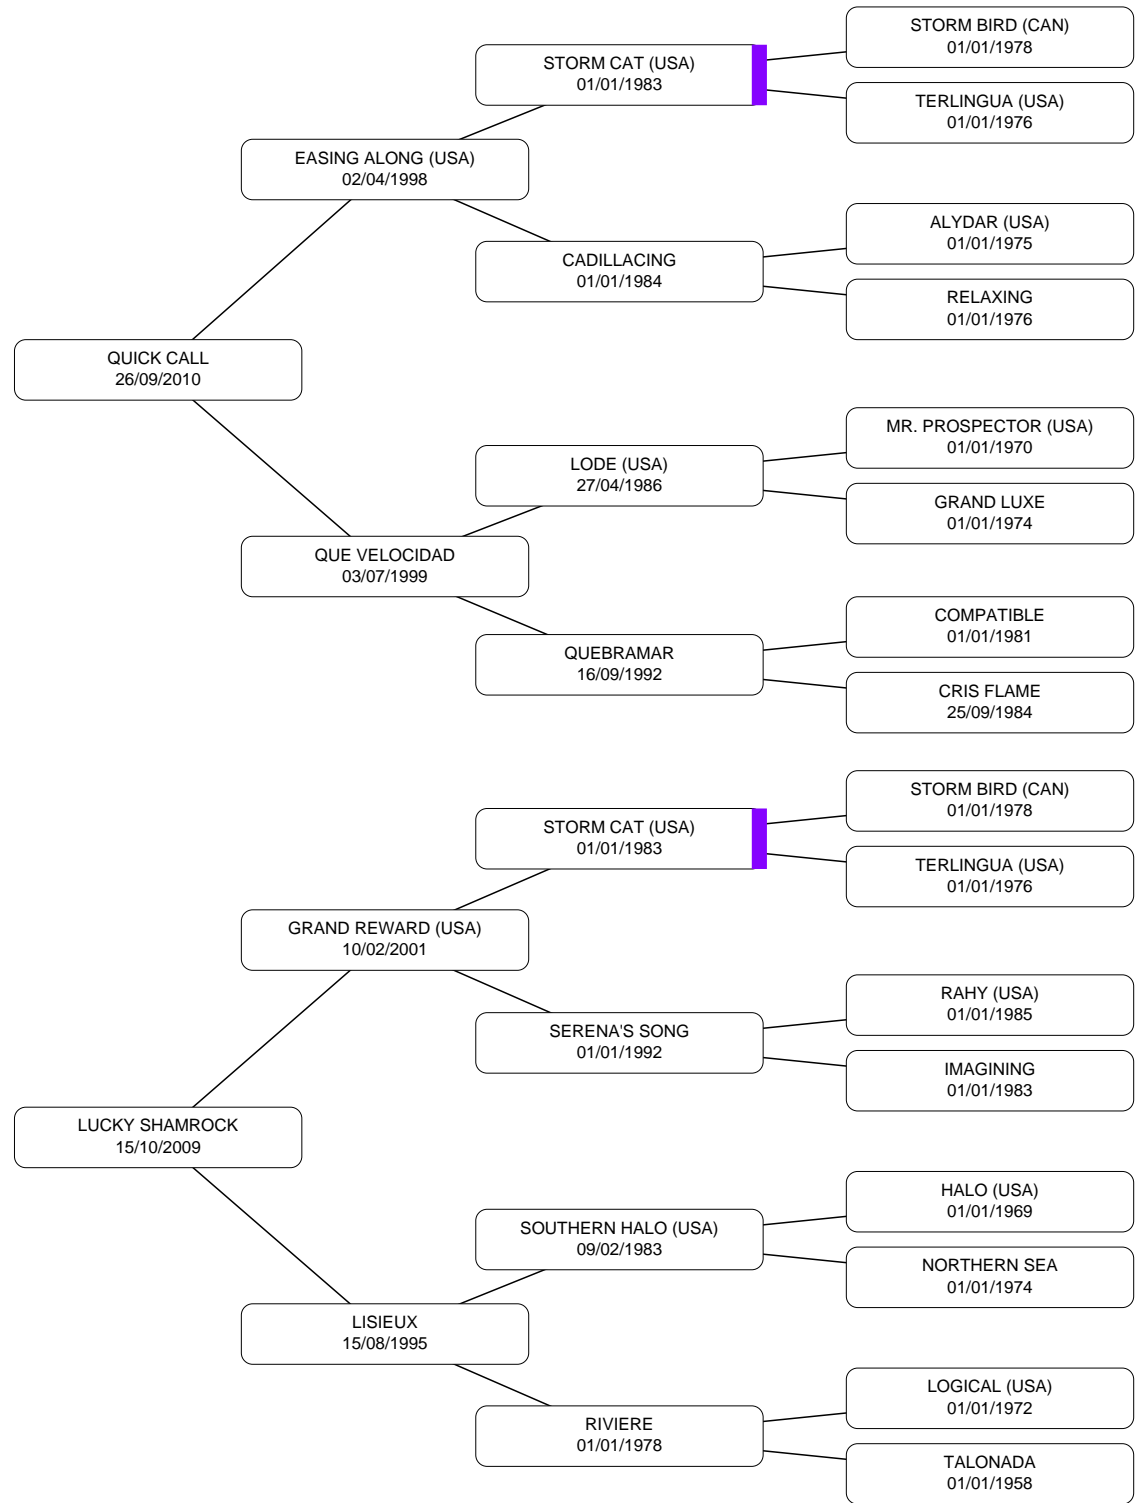 STORM BIRD (CAN)
01/01/1978
STORM CAT (USA)
01/01/1983
TERLINGUA (USA)
01/01/1976
EASING ALONG (USA)
02/04/1998
ALYDAR (USA)
01/01/1975
CADILLACING
01/01/1984
RELAXING
01/01/1976
QUICK CALL
26/09/2010
MR. PROSPECTOR (USA)
01/01/1970
LODE (USA)
27/04/1986
GRAND LUXE
01/01/1974
QUE VELOCIDAD
03/07/1999
COMPATIBLE
01/01/1981
QUEBRAMAR
16/09/1992
CRIS FLAME
25/09/1984
STORM BIRD (CAN)
01/01/1978
STORM CAT (USA)
01/01/1983
TERLINGUA (USA)
01/01/1976
GRAND REWARD (USA)
10/02/2001
RAHY (USA)
01/01/1985
SERENA'S SONG
01/01/1992
IMAGINING
01/01/1983
LUCKY SHAMROCK
15/10/2009
HALO (USA)
01/01/1969
SOUTHERN HALO (USA)
09/02/1983
NORTHERN SEA
01/01/1974
LISIEUX
15/08/1995
LOGICAL (USA)
01/01/1972
RIVIERE
01/01/1978
TALONADA
01/01/1958